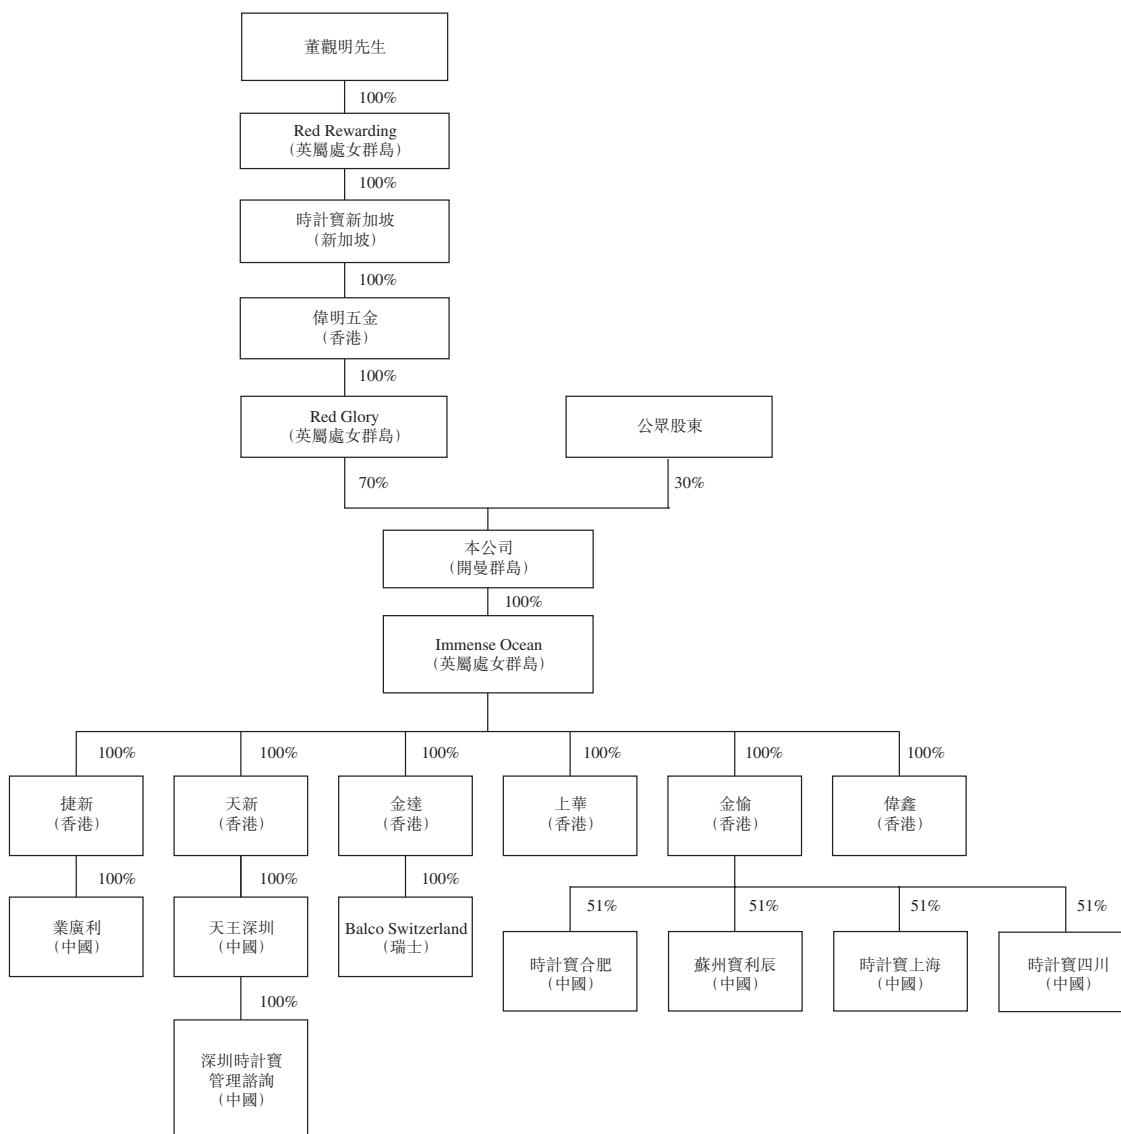 董觀明先生
100%
Red Rewarding
（英屬處女群島）
100%
時計寶新加坡
（新加坡）
100%
偉明五金
（香港）
100%
Red Glory
（英屬處女群島）
公眾股東
70%
30%
本公司
（開曼群島）
100%
Immense Ocean
（英屬處女群島）
100%
100%
100%
100%
100%
100%
捷新
（香港）
天新
（香港）
金達
（香港）
上華
（香港）
金愉
（香港）
偉鑫
（香港）
100%
100%
100%
51%
51%
51%
51%
業廣利
（中國）
天王深圳
（中國）
Balco Switzerland
（瑞士）
時計寶合肥
（中國）
蘇州寶利辰
（中國）
時計寶上海
（中國）
時計寶四川
（中國）
100%
深圳時計寶
管理諮詢
（中國）